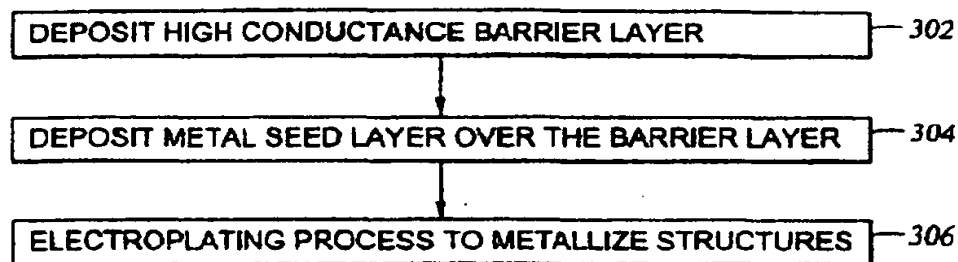 DEPOSIT HIGH CONDUCTANCE BARRIER LAYER 302
DEPOSIT METAL SEED LAYER OVER THE BARRIER LAYER 304
ELECTROPLATING PROCESS TO METALLIZE STRUCTURES 306